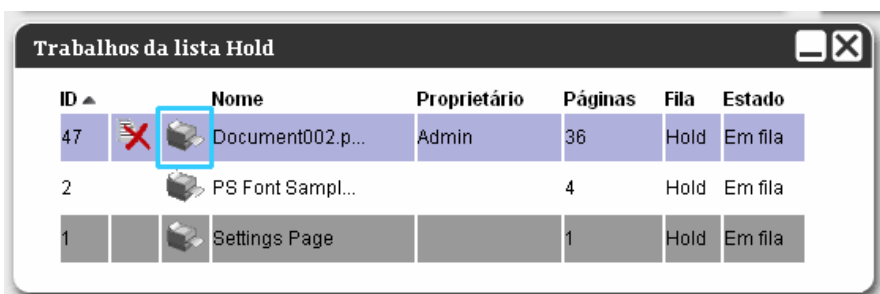 Trabalhos da lista Hold
ID Nome Proprietário Páginas Fila Estado
47 Document002.p... Admin 36 Hold Em fila
2 PS Font Sampl... 4 Hold Em fila
1 Settings Page 1 Hold Em fila